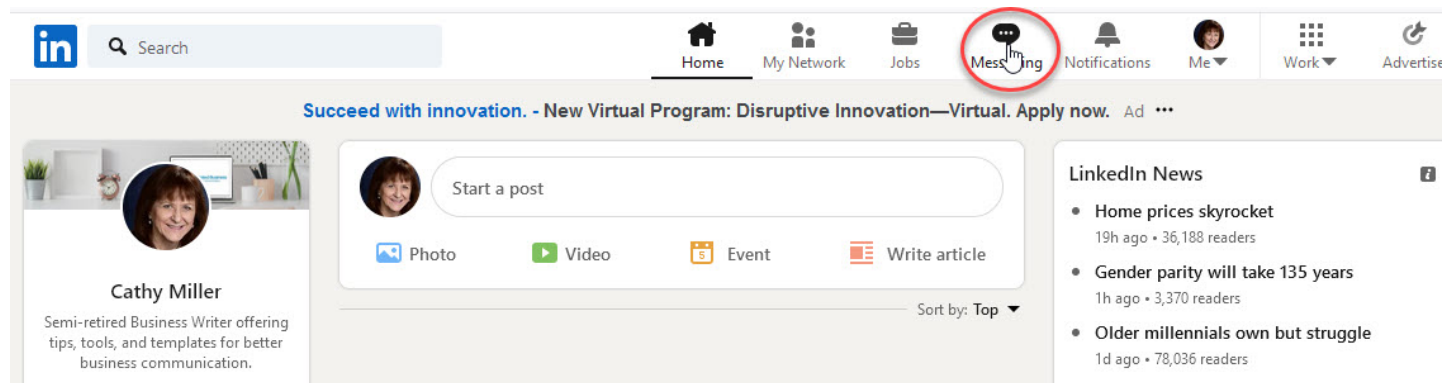 in
Search
Home
My Network
Jobs
Messaging
Notifications
Me
Work
Advertise
Succeed with innovation. - New Virtual Program: Disruptive Innovation—Virtual. Apply now. Ad •••
Cathy Miller
Semi-retired Business Writer offering
tips, tools, and templates for better
business communication.
Start a post
Photo
Video
5
Event
Write article
Sort by: Top
LinkedIn News
i
• Home prices skyrocket
19h ago • 36,188 readers
• Gender parity will take 135 years
1h ago • 3,370 readers
• Older millennials own but struggle
1d ago • 78,036 readers